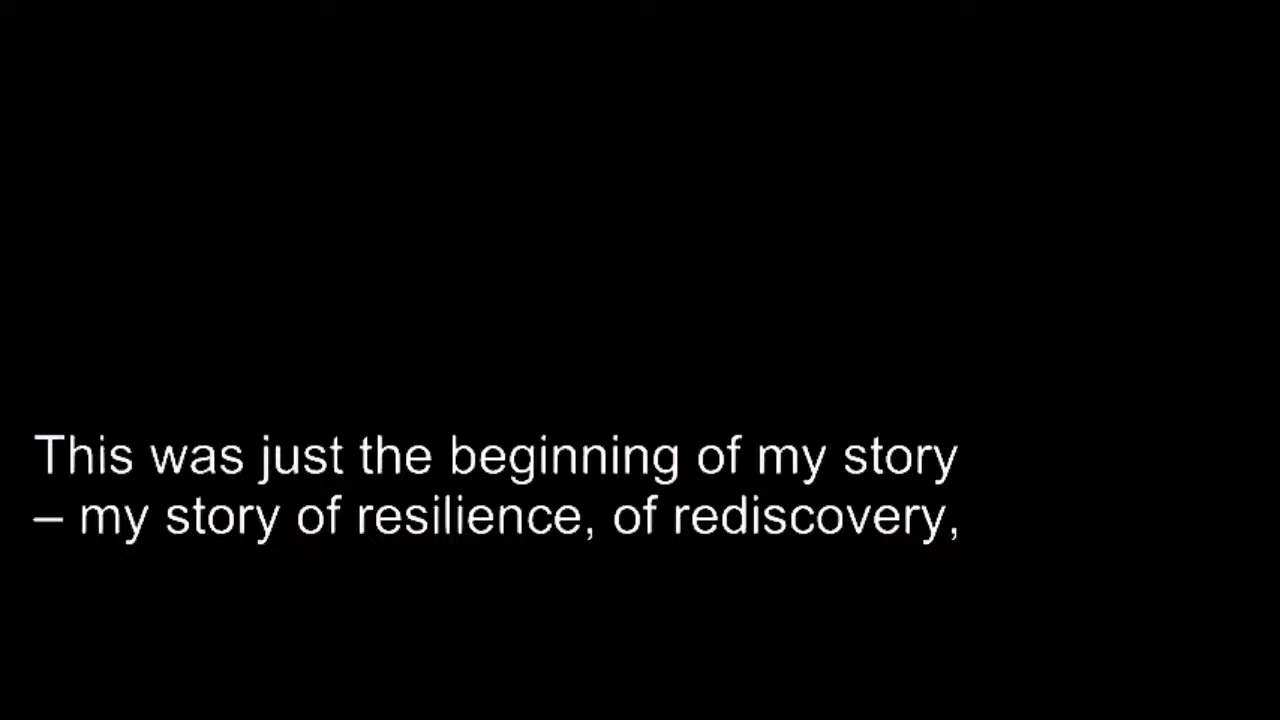 This was just the beginning of my story
– my story of resilience, of rediscovery,